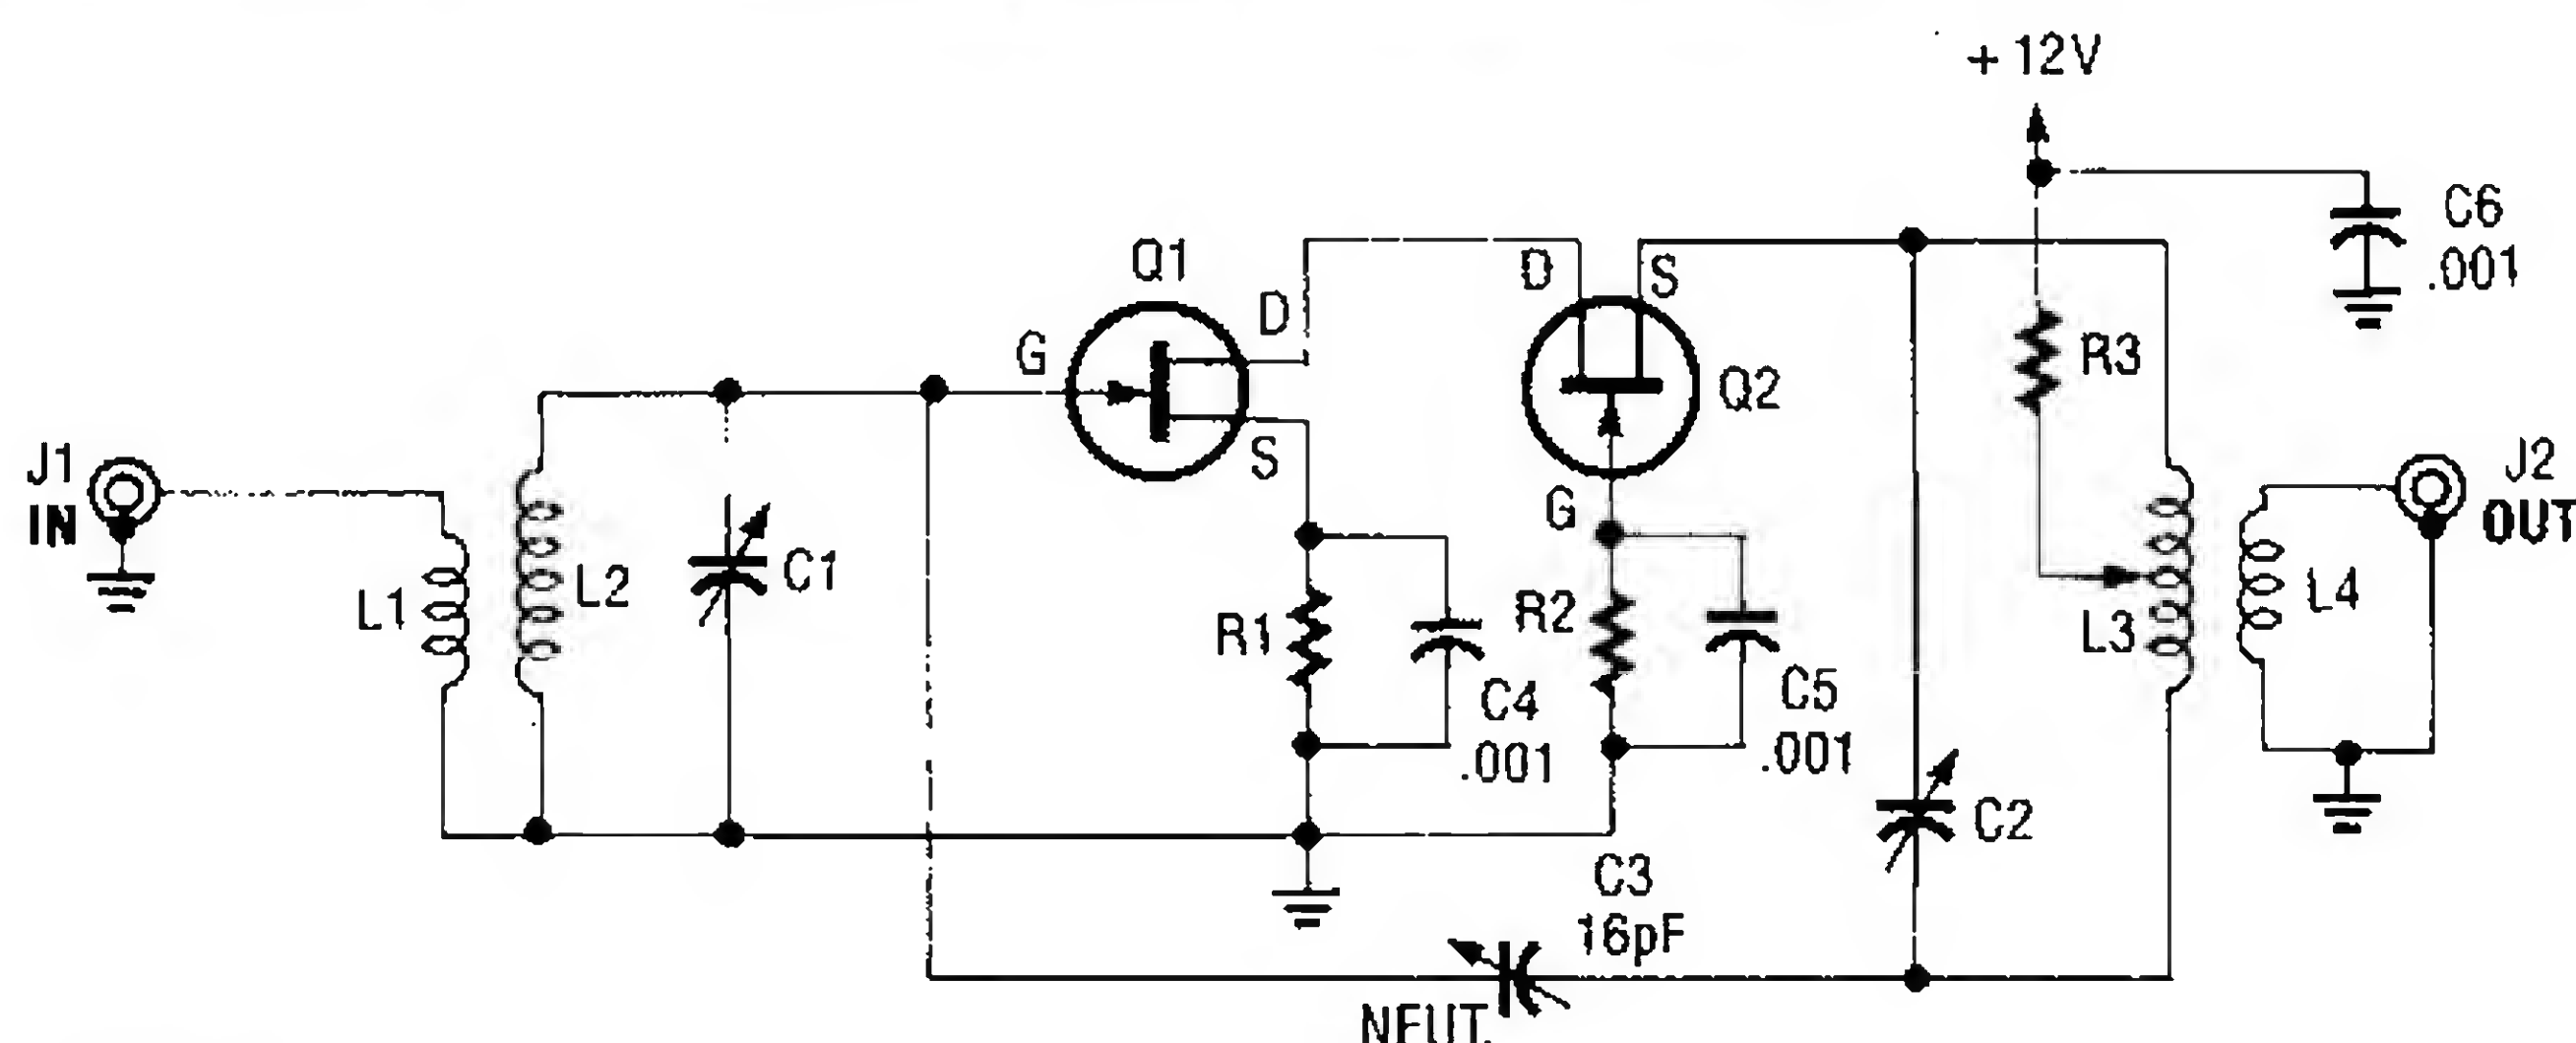 +12V
C6
.001
Q1
D
D
S
G
R3
Q2
J1
IN
S
J2
OUT
G
C1
L2
L1
R1
R2
L4
L3
C4
.001
C5
.001
C2
C3
16pF
NEUT.